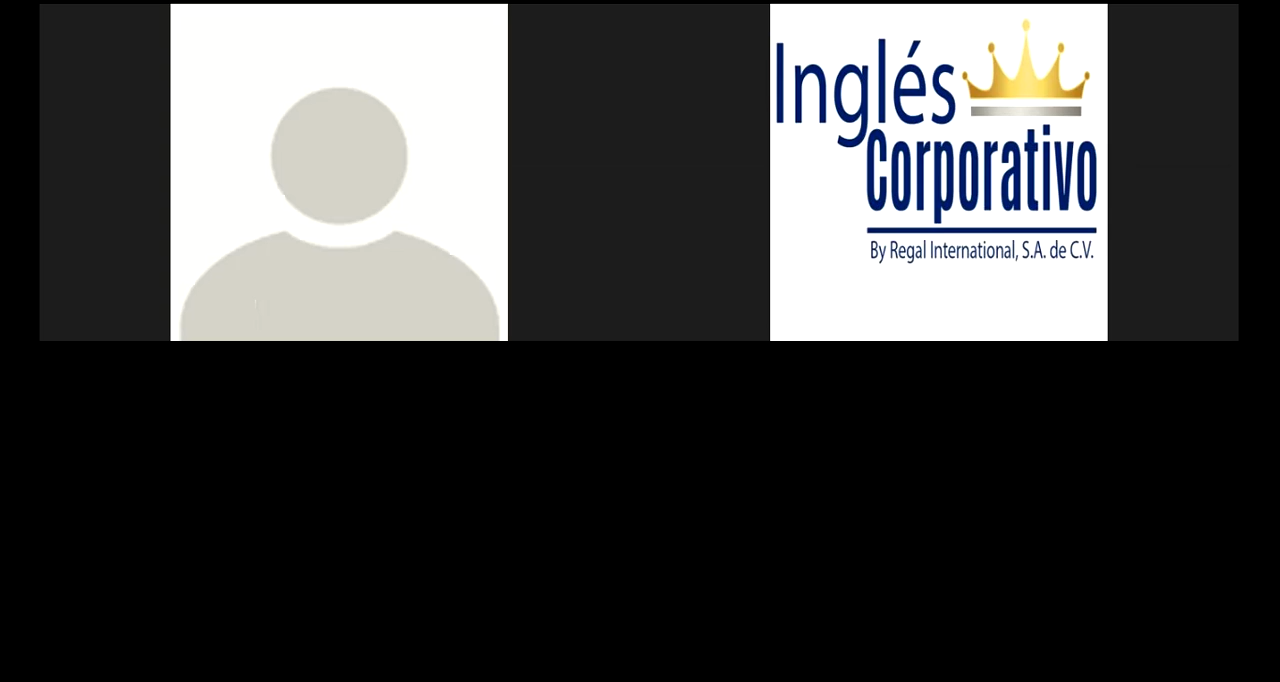 Inglés
Corporativo
By Regal International, S.A. de C.V.